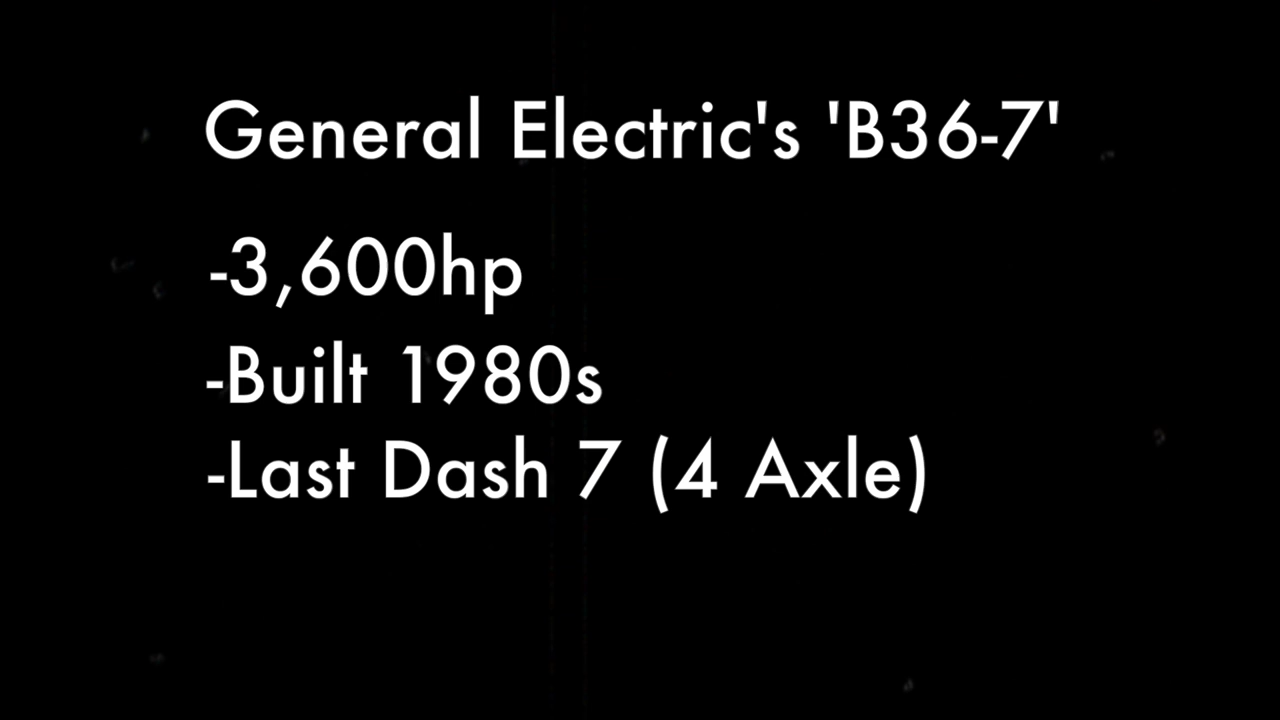 General Electric's 'B36-7'
-3,600hp
-Built 1980s
-Last Dash 7 (4 Axle)